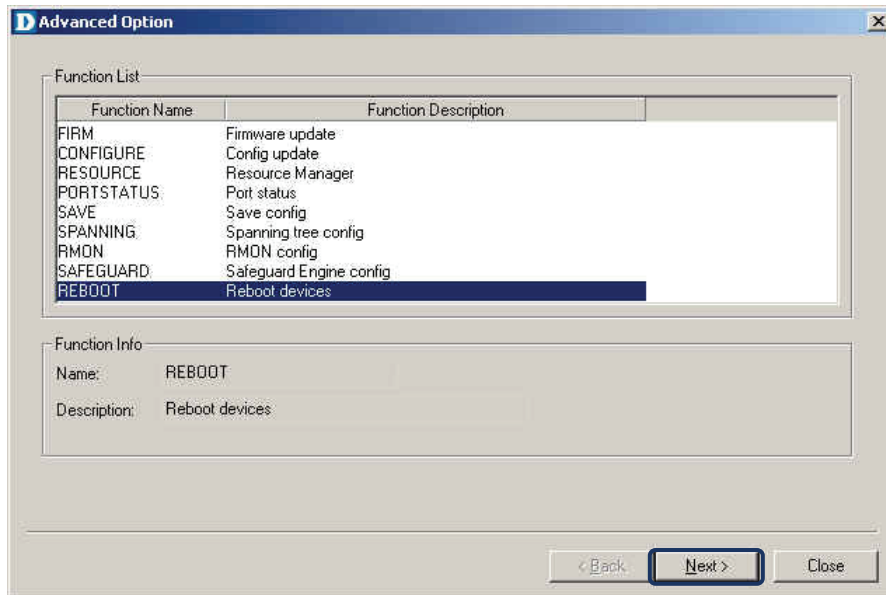 D Advanced Option
Function List
Function Name Function Description
FIRM Firmware update
CONFIGURE Config update
RESOURCE Resource Manager
PORTSTATUS Port status
SAVE Save config
SPANNING Spanning tree config
RMON RMON config
SAFEGUARD Safeguard Engine config
REBOOT Reboot devices
Function Info
Name: REBOOT
Description: Reboot devices
< Back Next > Close